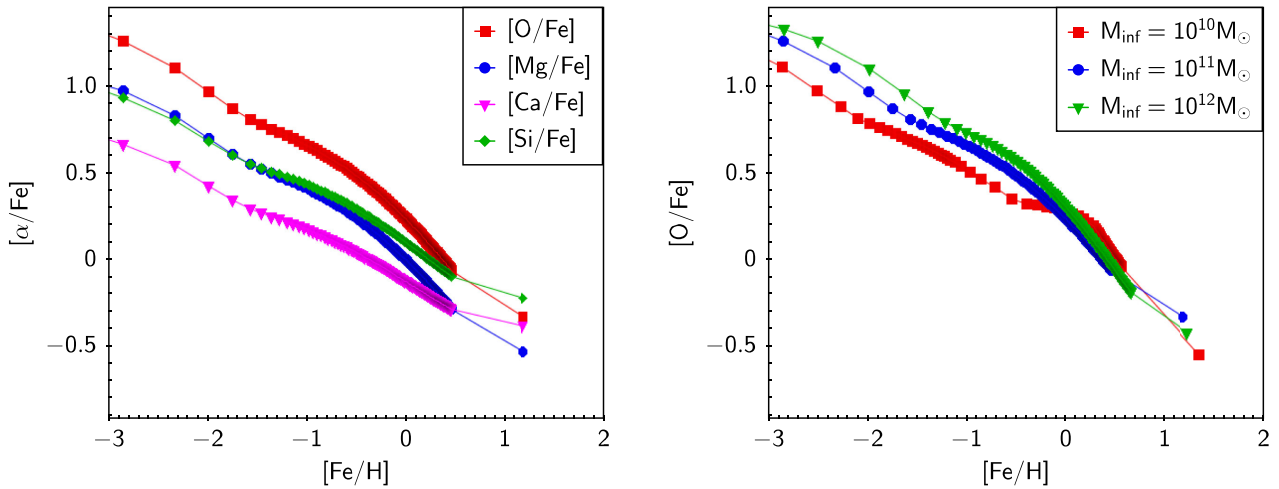 [O/Fe]
[Mg/Fe]
[Ca/Fe]
[Si/Fe]
1.0
0.5
0
−0.5
[α/Fe]
−3 −2 −1 0 1 2
[Fe/H]
M_inf = 10^10 M_⊙
M_inf = 10^11 M_⊙
M_inf = 10^12 M_⊙
1.0
0.5
0
−0.5
[O/Fe]
−3 −2 −1 0 1 2
[Fe/H]